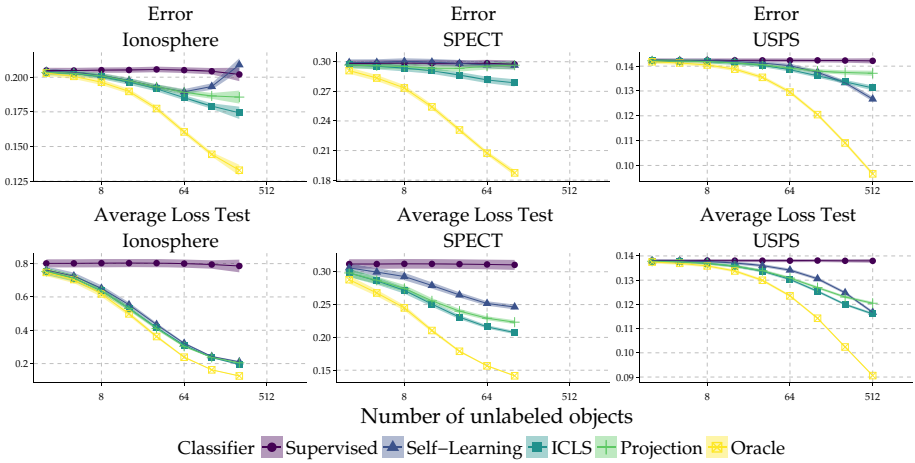 Error Error Error
Ionosphere SPECT USPS
0.200
0.175
0.150
0.125
8 64 512
0.30
0.26
0.22
0.18
8 64 512
0.14
0.13
0.12
0.11
0.10
8 64 512
Average Loss Test Average Loss Test Average Loss Test
Ionosphere SPECT USPS
0.8
0.6
0.4
0.2
8 64 512
0.30
0.25
0.20
0.15
8 64 512
0.14
0.13
0.12
0.11
0.10
0.09
8 64 512
Number of unlabeled objects
Classifier Supervised Self−Learning ICLS Projection Oracle